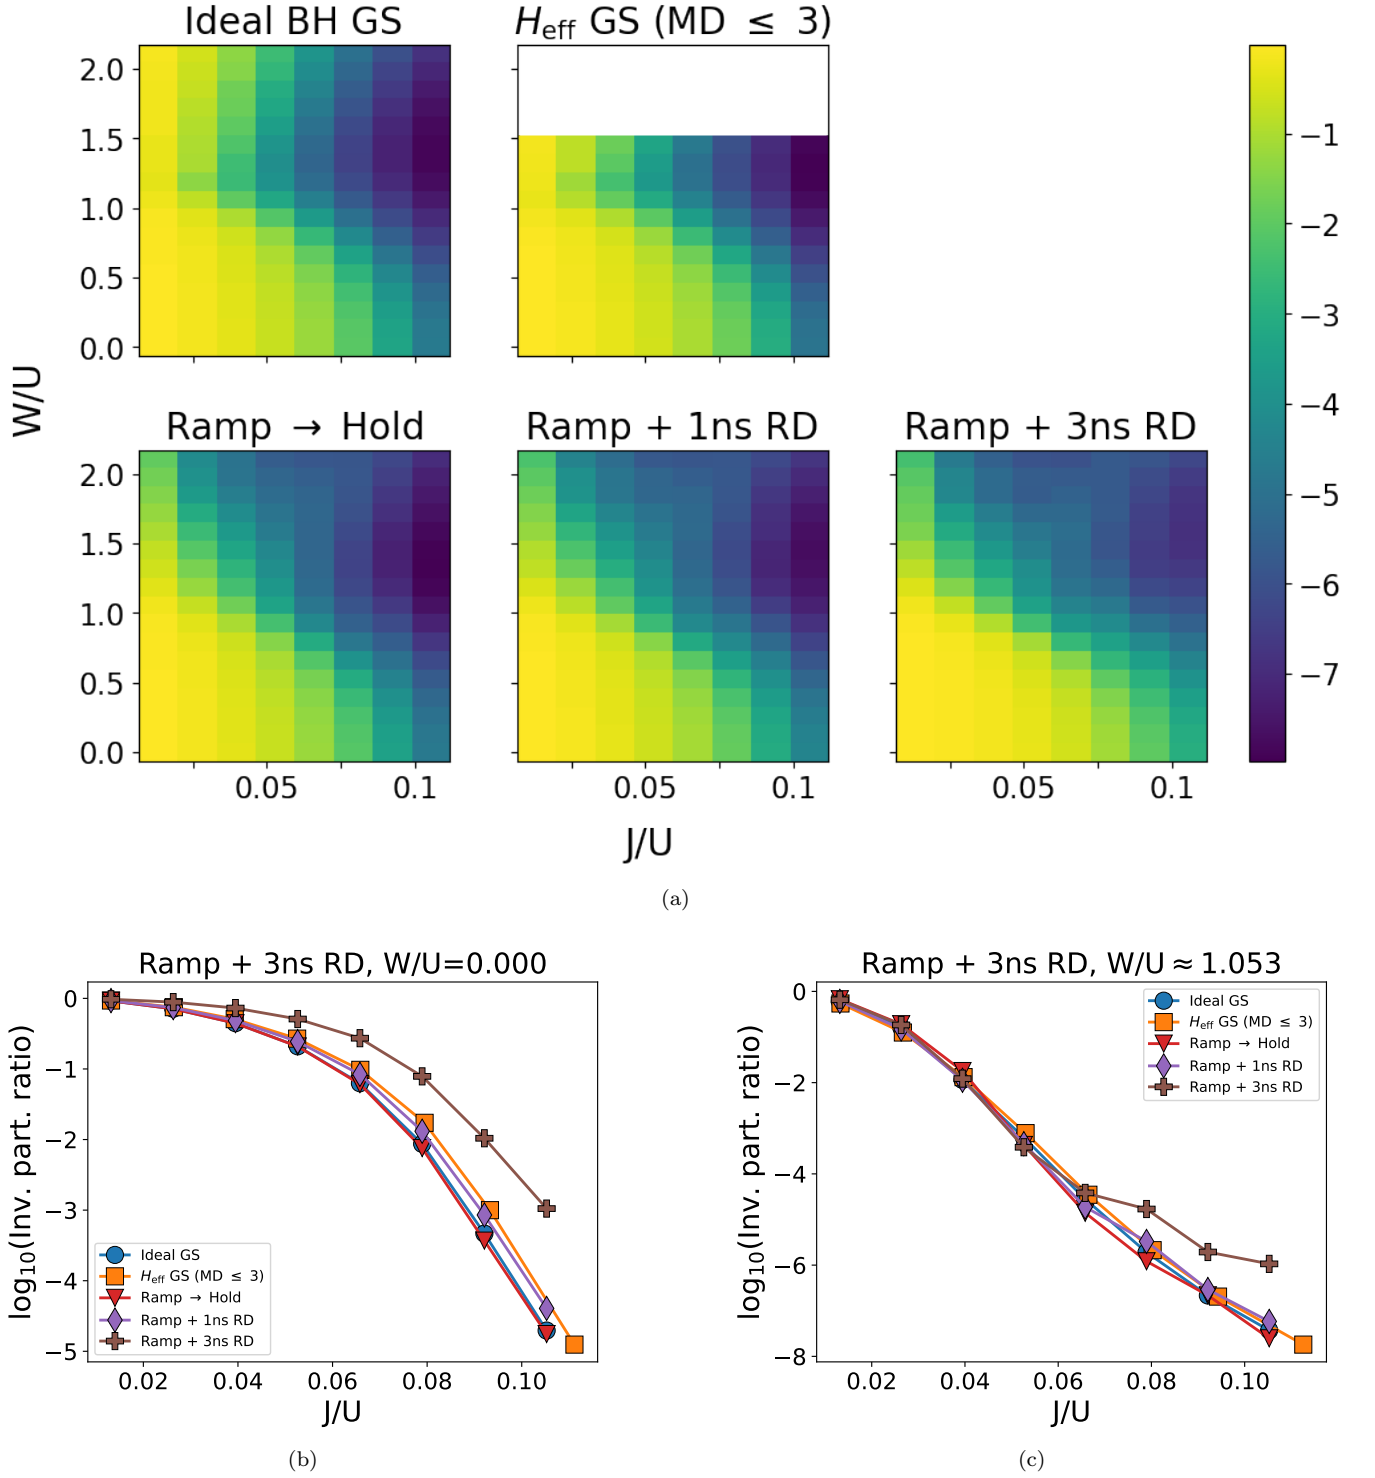 Ideal BH GS
H_eff GS (MD ≤ 3)
2.0
1.5
1.0
0.5
0.0
−1
−2
−3
−4
−5
−6
−7
W/U
Ramp → Hold
Ramp + 1ns RD
Ramp + 3ns RD
2.0
1.5
1.0
0.5
0.0
0.05 0.1
0.05 0.1
0.05 0.1
J/U
(a)
Ramp + 3ns RD, W/U=0.000
log₁₀(Inv. part. ratio)
0
−1
−2
−3
−4
−5
Ideal GS
H_eff GS (MD ≤ 3)
Ramp → Hold
Ramp + 1ns RD
Ramp + 3ns RD
0.02 0.04 0.06 0.08 0.10
J/U
(b)
Ramp + 3ns RD, W/U ≈ 1.053
log₁₀(Inv. part. ratio)
0
−2
−4
−6
−8
Ideal GS
H_eff GS (MD ≤ 3)
Ramp → Hold
Ramp + 1ns RD
Ramp + 3ns RD
0.02 0.04 0.06 0.08 0.10
J/U
(c)